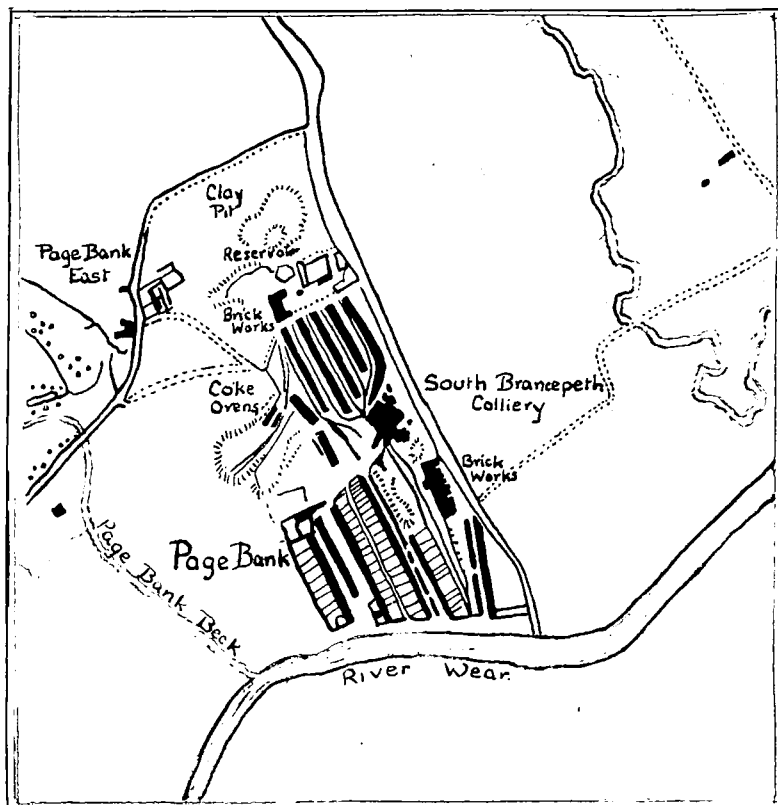 Clay
Pit
Page Bank
East
Reservoir
Brick
Works
Coke
Ovens
South Brancepeth
Colliery
Brick
Works
Page Bank
Page Bank Beck
River Wear.